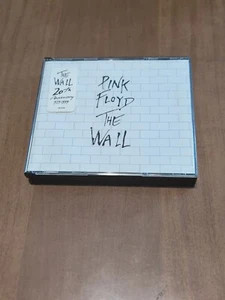 THE
WALL
20th
Anniversary
PINK
FLOYD
THE
WALL